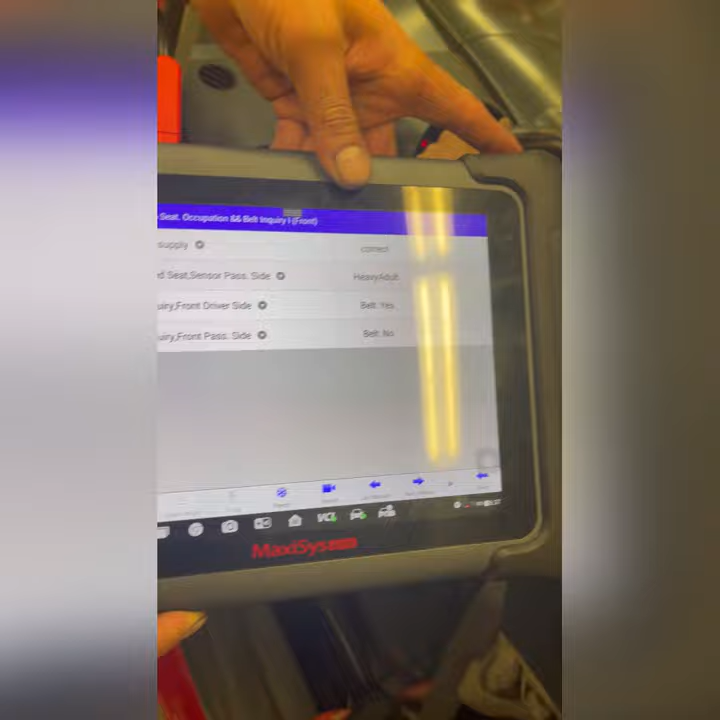 Seat. Occupation && Belt Inquiry I (Front)
supply correct
d Seat,Sensor Pass. Side HeavyAdult
uiry,Front Driver Side Belt: Yes
uiry,Front Pass. Side Belt: No
VCI
MaxiSys